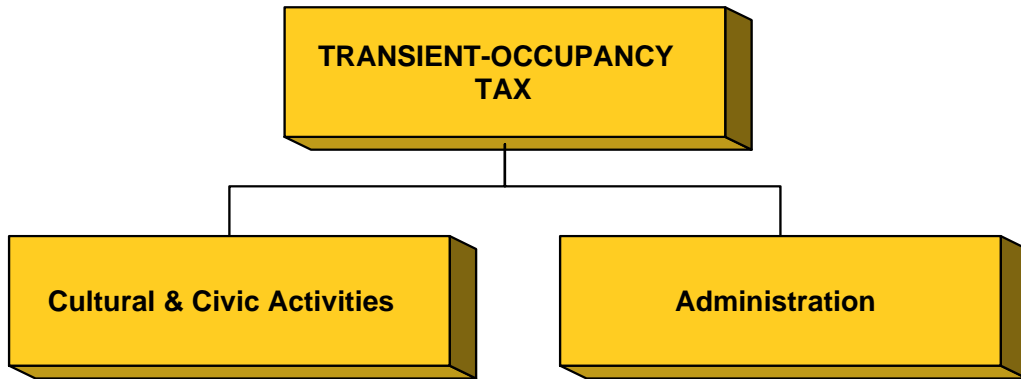 TRANSIENT-OCCUPANCY
TAX
Cultural & Civic Activities
Administration